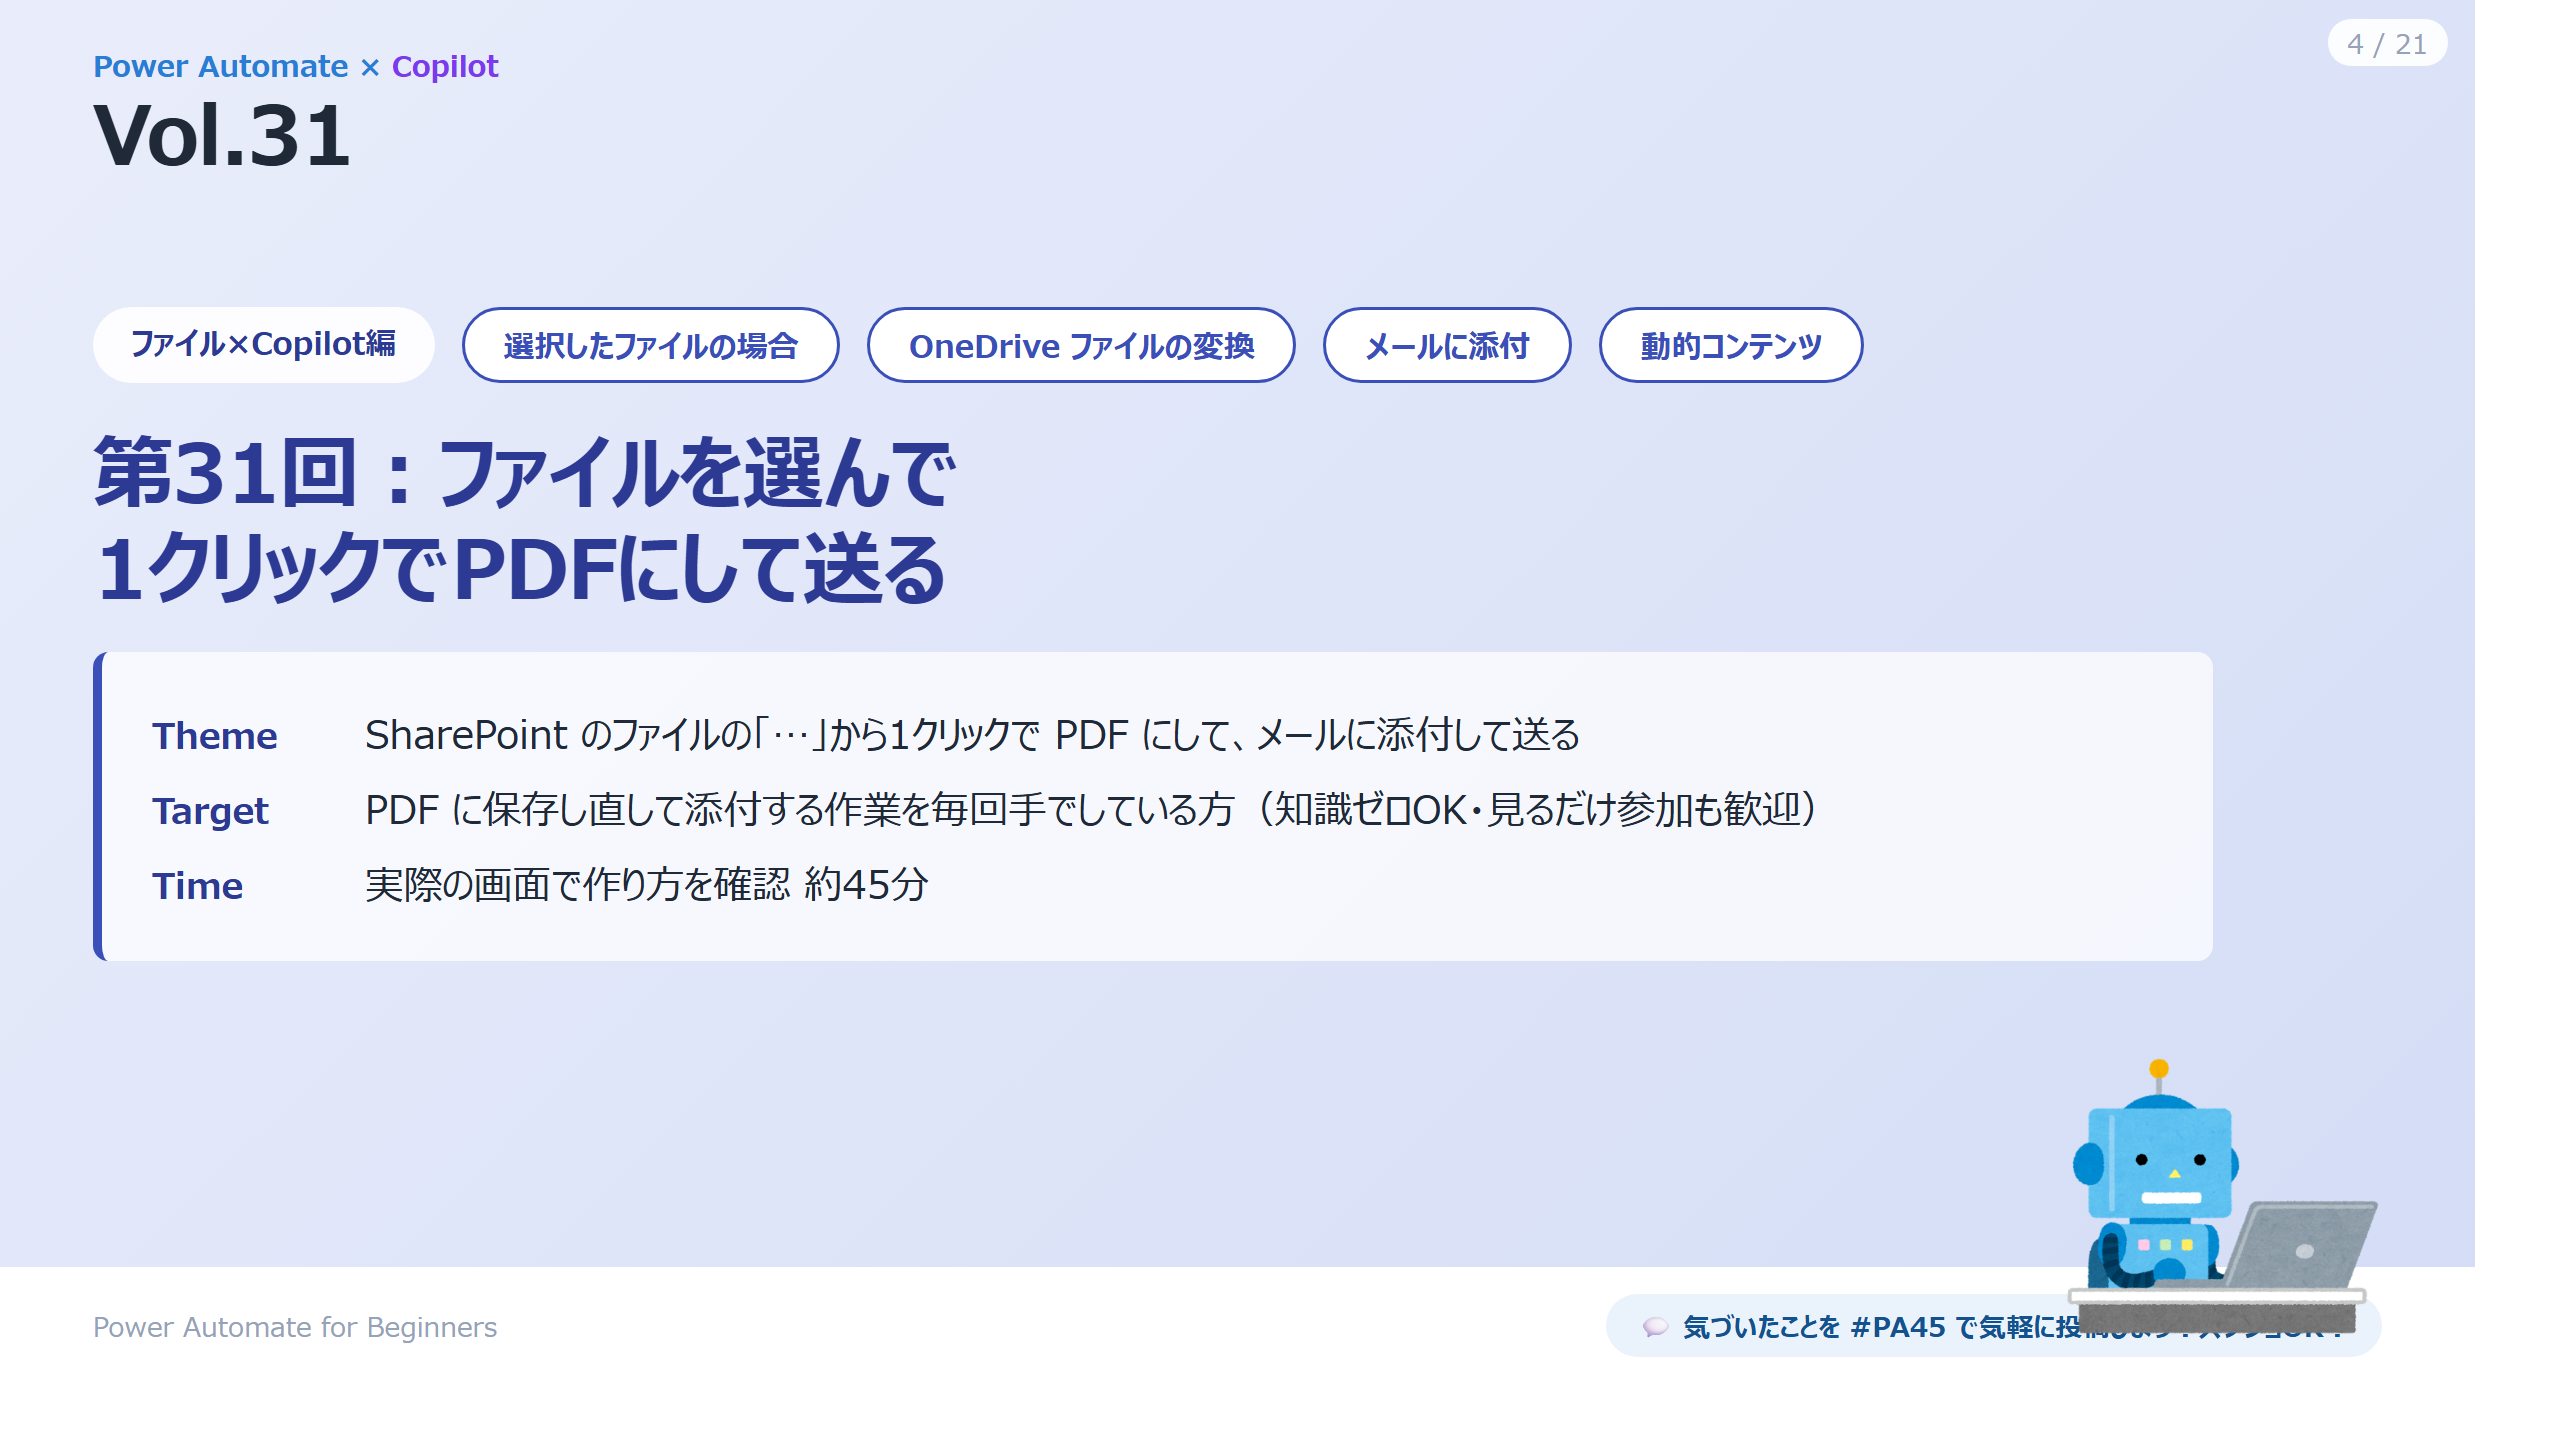 Power Automate × Copilot
Vol.31
4 / 21
ファイル×Copilot編
選択したファイルの場合
OneDrive ファイルの変換
メールに添付
動的コンテンツ
第31回：ファイルを選んで
1クリックでPDFにして送る
Theme SharePoint のファイルの「…」から1クリックで PDF にして、メールに添付して送る
Target PDF に保存し直して添付する作業を毎回手でしている方（知識ゼロOK・見るだけ参加も歓迎）
Time 実際の画面で作り方を確認 約45分
Power Automate for Beginners
気づいたことを #PA45 で気軽に投